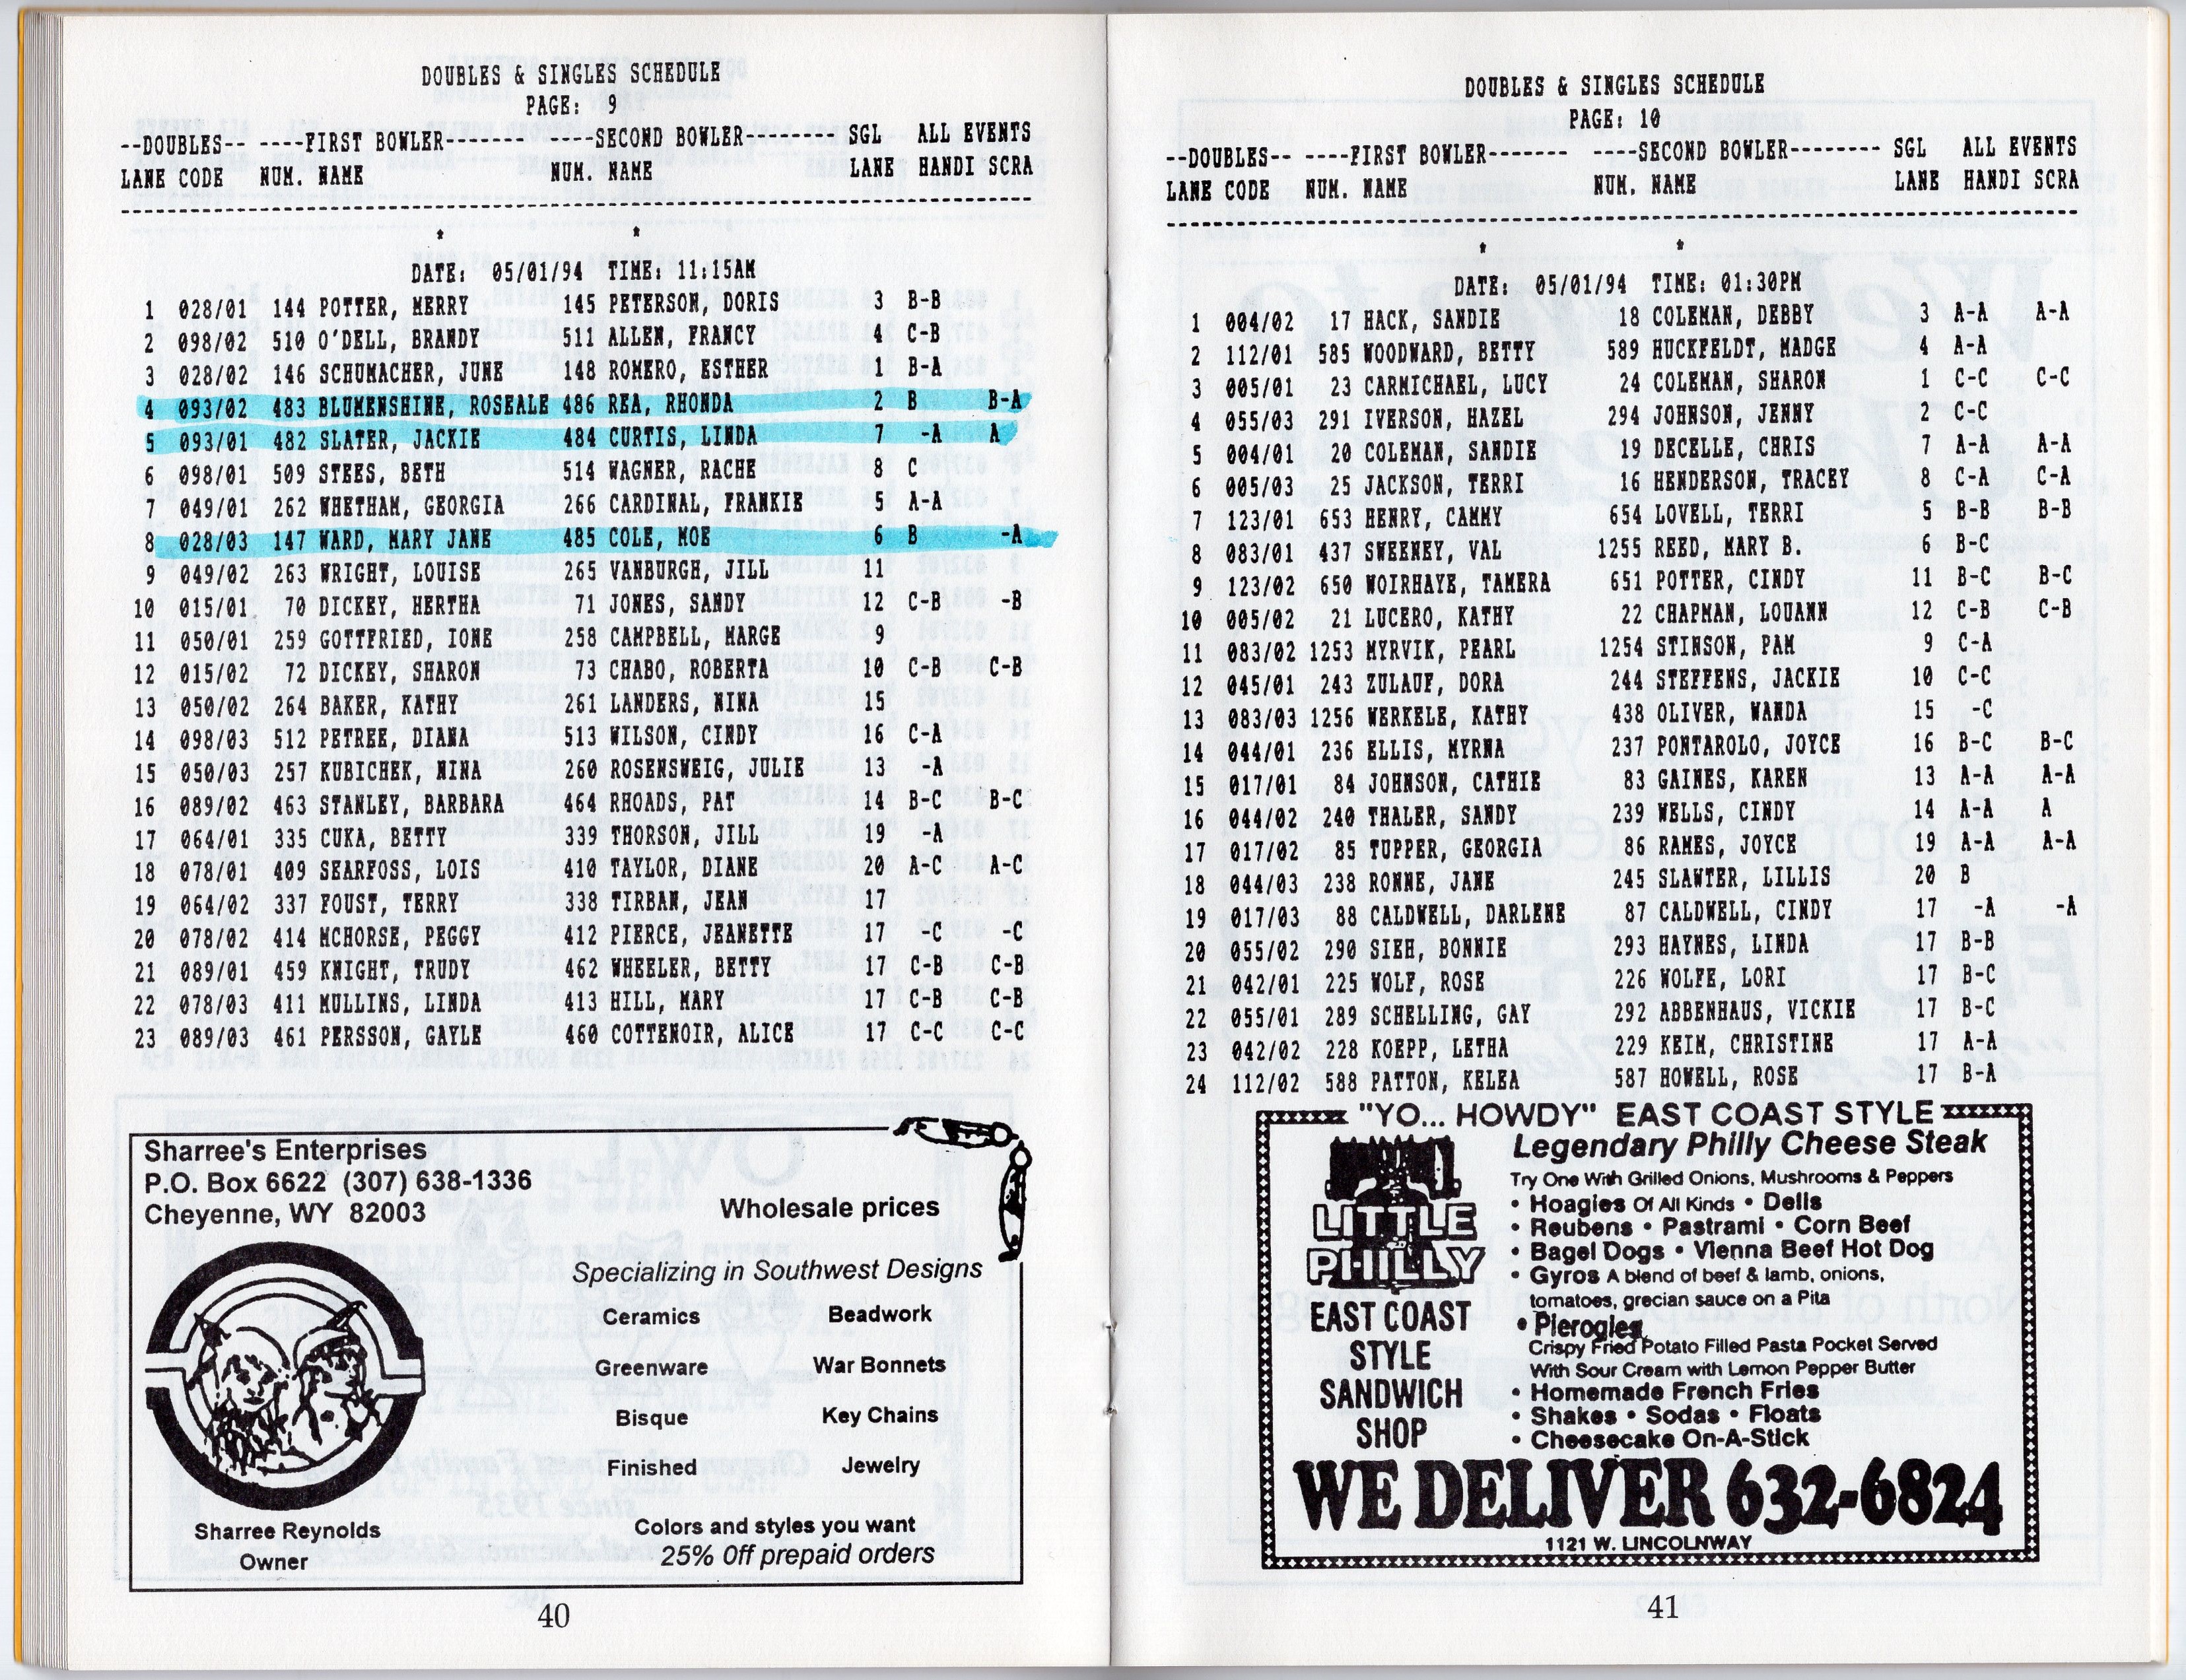 DOUBLES & SINGLES SCHEDULE
PAGE: 9
--DOUBLES-- ----FIRST BOWLER------- ----SECOND BOWLER-------- SGL ALL EVENTS
LANE CODE NUM. NAME NUM. NAME LANE HANDI SCRA
* *
DATE: 05/01/94 TIME: 11:15AM
1 028/01 144 POTTER, MERRY 145 PETERSON, DORIS 3 B-B
2 098/02 510 O'DELL, BRANDY 511 ALLEN, FRANCY 4 C-B
3 028/02 146 SCHUMACHER, JUNE 148 ROMERO, ESTHER 1 B-A
4 093/02 483 BLUMENSHINE, ROSEALE 486 REA, RHONDA 2 B B-A
5 093/01 482 SLATER, JACKIE 484 CURTIS, LINDA 7 -A A
6 098/01 509 STEES, BETH 514 WAGNER, RACHE 8 C
7 049/01 262 WHETHAM, GEORGIA 266 CARDINAL, FRANKIE 5 A-A
8 028/03 147 WARD, MARY JANE 485 COLE, MOE 6 B -A
9 049/02 263 WRIGHT, LOUISE 265 VANBURGH, JILL 11
10 015/01 70 DICKEY, HERTHA 71 JONES, SANDY 12 C-B -B
11 050/01 259 GOTTFRIED, IONE 258 CAMPBELL, MARGE 9
12 015/02 72 DICKEY, SHARON 73 CHABO, ROBERTA 10 C-B C-B
13 050/02 264 BAKER, KATHY 261 LANDERS, NINA 15
14 098/03 512 PETREE, DIANA 513 WILSON, CINDY 16 C-A
15 050/03 257 KUBICHEK, NINA 260 ROSENSWEIG, JULIE 13 -A
16 089/02 463 STANLEY, BARBARA 464 RHOADS, PAT 14 B-C B-C
17 064/01 335 CUKA, BETTY 339 THORSON, JILL 19 -A
18 078/01 409 SEARFOSS, LOIS 410 TAYLOR, DIANE 20 A-C A-C
19 064/02 337 FOUST, TERRY 338 TIRBAN, JEAN 17
20 078/02 414 MCHORSE, PEGGY 412 PIERCE, JEANETTE 17 -C -C
21 089/01 459 KNIGHT, TRUDY 462 WHEELER, BETTY 17 C-B C-B
22 078/03 411 MULLINS, LINDA 413 HILL, MARY 17 C-B C-B
23 089/03 461 PERSSON, GAYLE 460 COTTENOIR, ALICE 17 C-C C-C
Sharree's Enterprises
P.O. Box 6622 (307) 638-1336
Cheyenne, WY 82003
Wholesale prices
Specializing in Southwest Designs
Ceramics Beadwork
Greenware War Bonnets
Bisque Key Chains
Finished Jewelry
Sharree Reynolds
Owner
Colors and styles you want
25% Off prepaid orders
40
DOUBLES & SINGLES SCHEDULE
PAGE: 10
--DOUBLES-- ----FIRST BOWLER------- ----SECOND BOWLER-------- SGL ALL EVENTS
LANE CODE NUM. NAME NUM. NAME LANE HANDI SCRA
* *
DATE: 05/01/94 TIME: 01:30PM
1 004/02 17 HACK, SANDIE 18 COLEMAN, DEBBY 3 A-A A-A
2 112/01 585 WOODWARD, BETTY 589 HUCKFELDT, MADGE 4 A-A
3 005/01 23 CARMICHAEL, LUCY 24 COLEMAN, SHARON 1 C-C C-C
4 055/03 291 IVERSON, HAZEL 294 JOHNSON, JENNY 2 C-C
5 004/01 20 COLEMAN, SANDIE 19 DECELLE, CHRIS 7 A-A A-A
6 005/03 25 JACKSON, TERRI 16 HENDERSON, TRACEY 8 C-A C-A
7 123/01 653 HENRY, CAMMY 654 LOVELL, TERRI 5 B-B B-B
8 083/01 437 SWEENEY, VAL 1255 REED, MARY B. 6 B-C
9 123/02 650 WOIRHAYE, TAMERA 651 POTTER, CINDY 11 B-C B-C
10 005/02 21 LUCERO, KATHY 22 CHAPMAN, LOUANN 12 C-B C-B
11 083/02 1253 MYRVIK, PEARL 1254 STINSON, PAM 9 C-A
12 045/01 243 ZULAUF, DORA 244 STEFFENS, JACKIE 10 C-C
13 083/03 1256 WERKELE, KATHY 438 OLIVER, WANDA 15 -C
14 044/01 236 ELLIS, MYRNA 237 PONTAROLO, JOYCE 16 B-C B-C
15 017/01 84 JOHNSON, CATHIE 83 GAINES, KAREN 13 A-A A-A
16 044/02 240 THALER, SANDY 239 WELLS, CINDY 14 A-A A
17 017/02 85 TUPPER, GEORGIA 86 RAMES, JOYCE 19 A-A A-A
18 044/03 238 RONNE, JANE 245 SLAWTER, LILLIS 20 B
19 017/03 88 CALDWELL, DARLENE 87 CALDWELL, CINDY 17 -A -A
20 055/02 290 SIEH, BONNIE 293 HAYNES, LINDA 17 B-B
21 042/01 225 WOLF, ROSE 226 WOLFE, LORI 17 B-C
22 055/01 289 SCHELLING, GAY 292 ABBENHAUS, VICKIE 17 B-C
23 042/02 228 KOEPP, LETHA 229 KEIM, CHRISTINE 17 A-A
24 112/02 588 PATTON, KELEA 587 HOWELL, ROSE 17 B-A
"YO... HOWDY" EAST COAST STYLE
Legendary Philly Cheese Steak
Try One With Grilled Onions, Mushrooms & Peppers
• Hoagies Of All Kinds • Delis
• Reubens • Pastrami • Corn Beef
• Bagel Dogs • Vienna Beef Hot Dog
• Gyros A blend of beef & lamb, onions,
tomatoes, grecian sauce on a Pita
• Pierogies
Crispy Fried Potato Filled Pasta Pocket Served
With Sour Cream with Lemon Pepper Butter
• Homemade French Fries
• Shakes • Sodas • Floats
• Cheesecake On-A-Stick
LITTLE
PHILLY
EAST COAST
STYLE
SANDWICH
SHOP
WE DELIVER 632-6824
1121 W. LINCOLNWAY
41